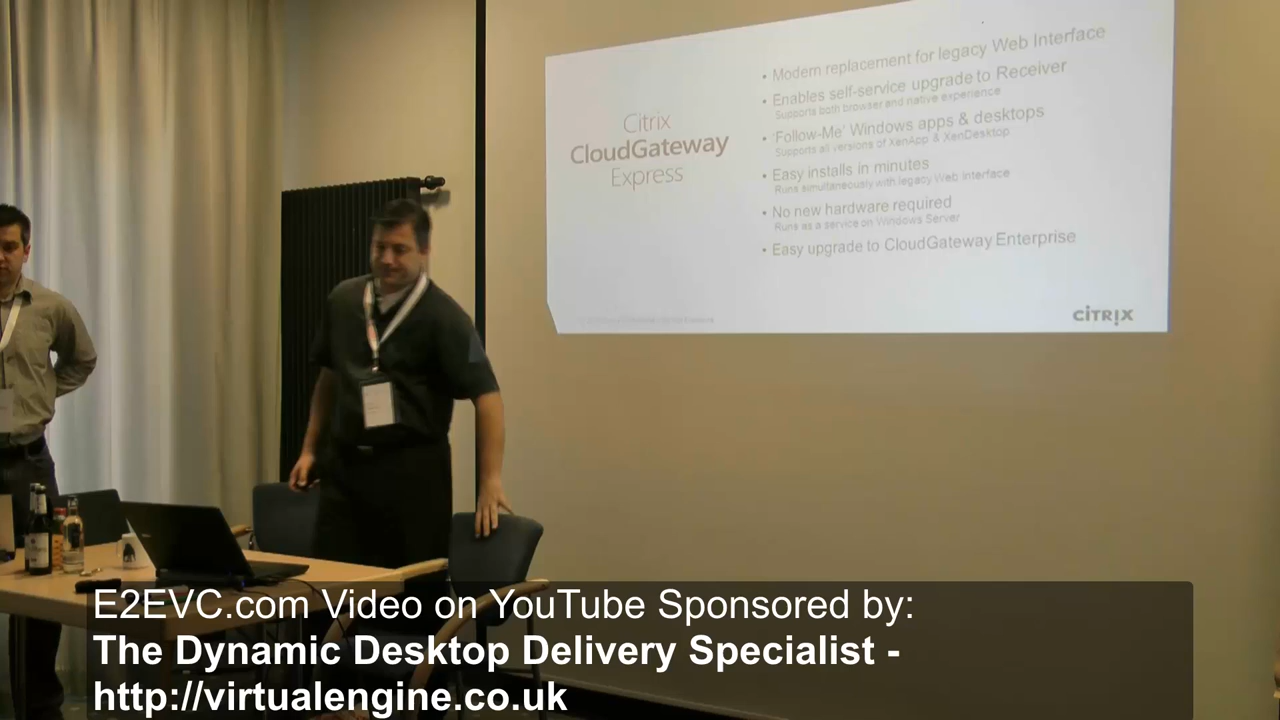 Citrix
CloudGateway
Express
• Modern replacement for legacy Web Interface
• Enables self-service upgrade to Receiver
Supports both browser and native experience
• 'Follow-Me' Windows apps & desktops
Supports all versions of XenApp & XenDesktop
• Easy installs in minutes
Runs simultaneously with legacy Web Interface
• No new hardware required
Runs as a service on Windows Server
• Easy upgrade to CloudGateway Enterprise
CITRIX
E2EVC.com Video on YouTube Sponsored by:
The Dynamic Desktop Delivery Specialist -
http://virtualengine.co.uk